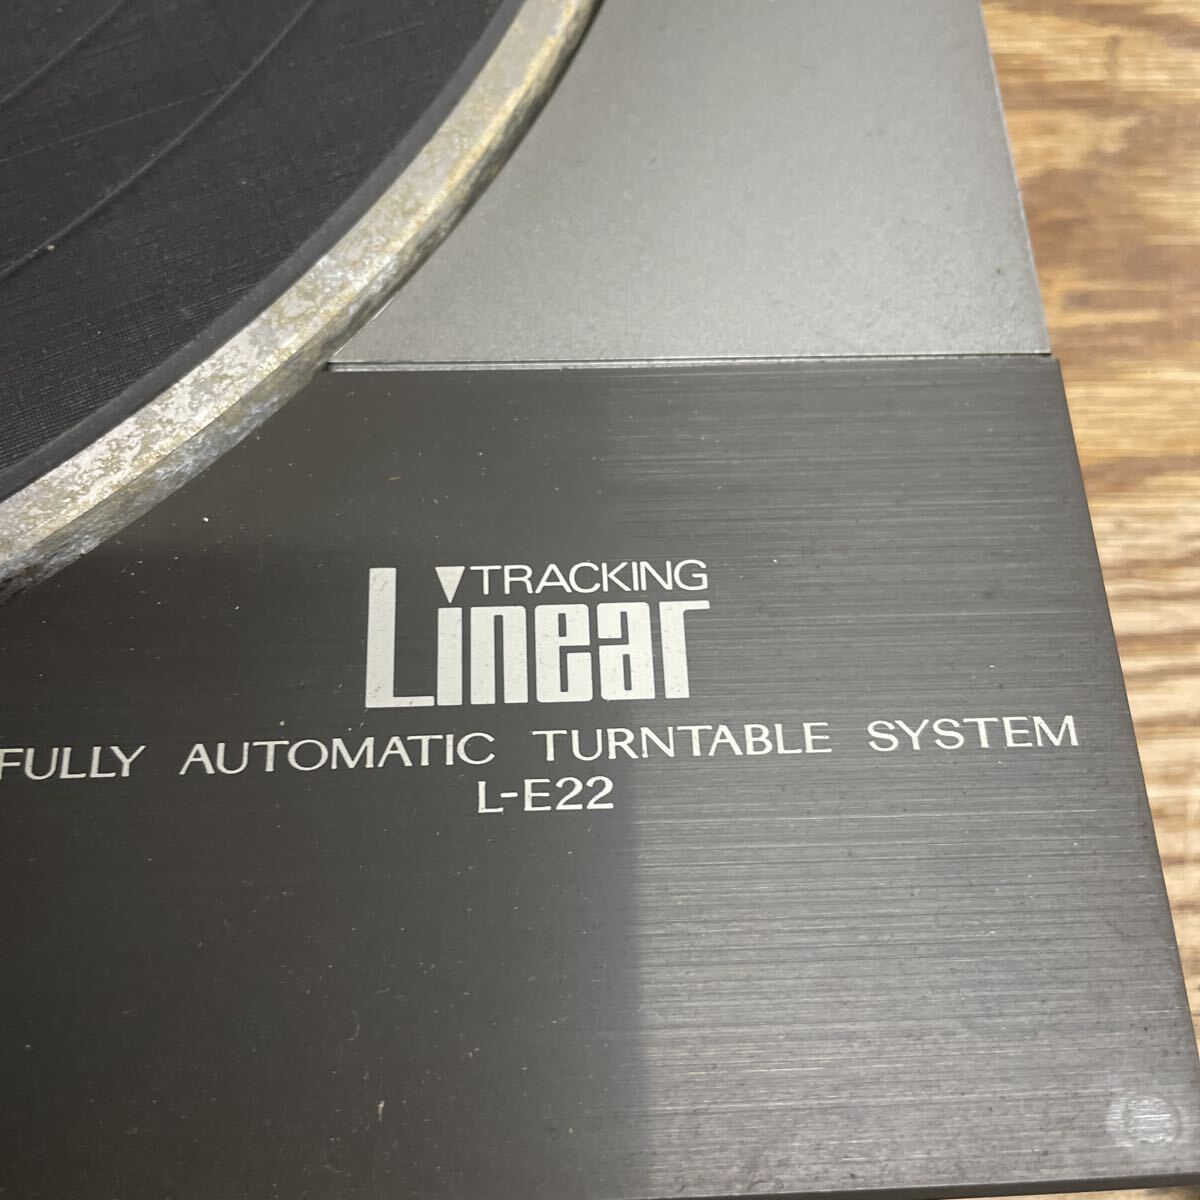 TRACKING
Linear
FULLY AUTOMATIC TURNTABLE SYSTEM
L-E22